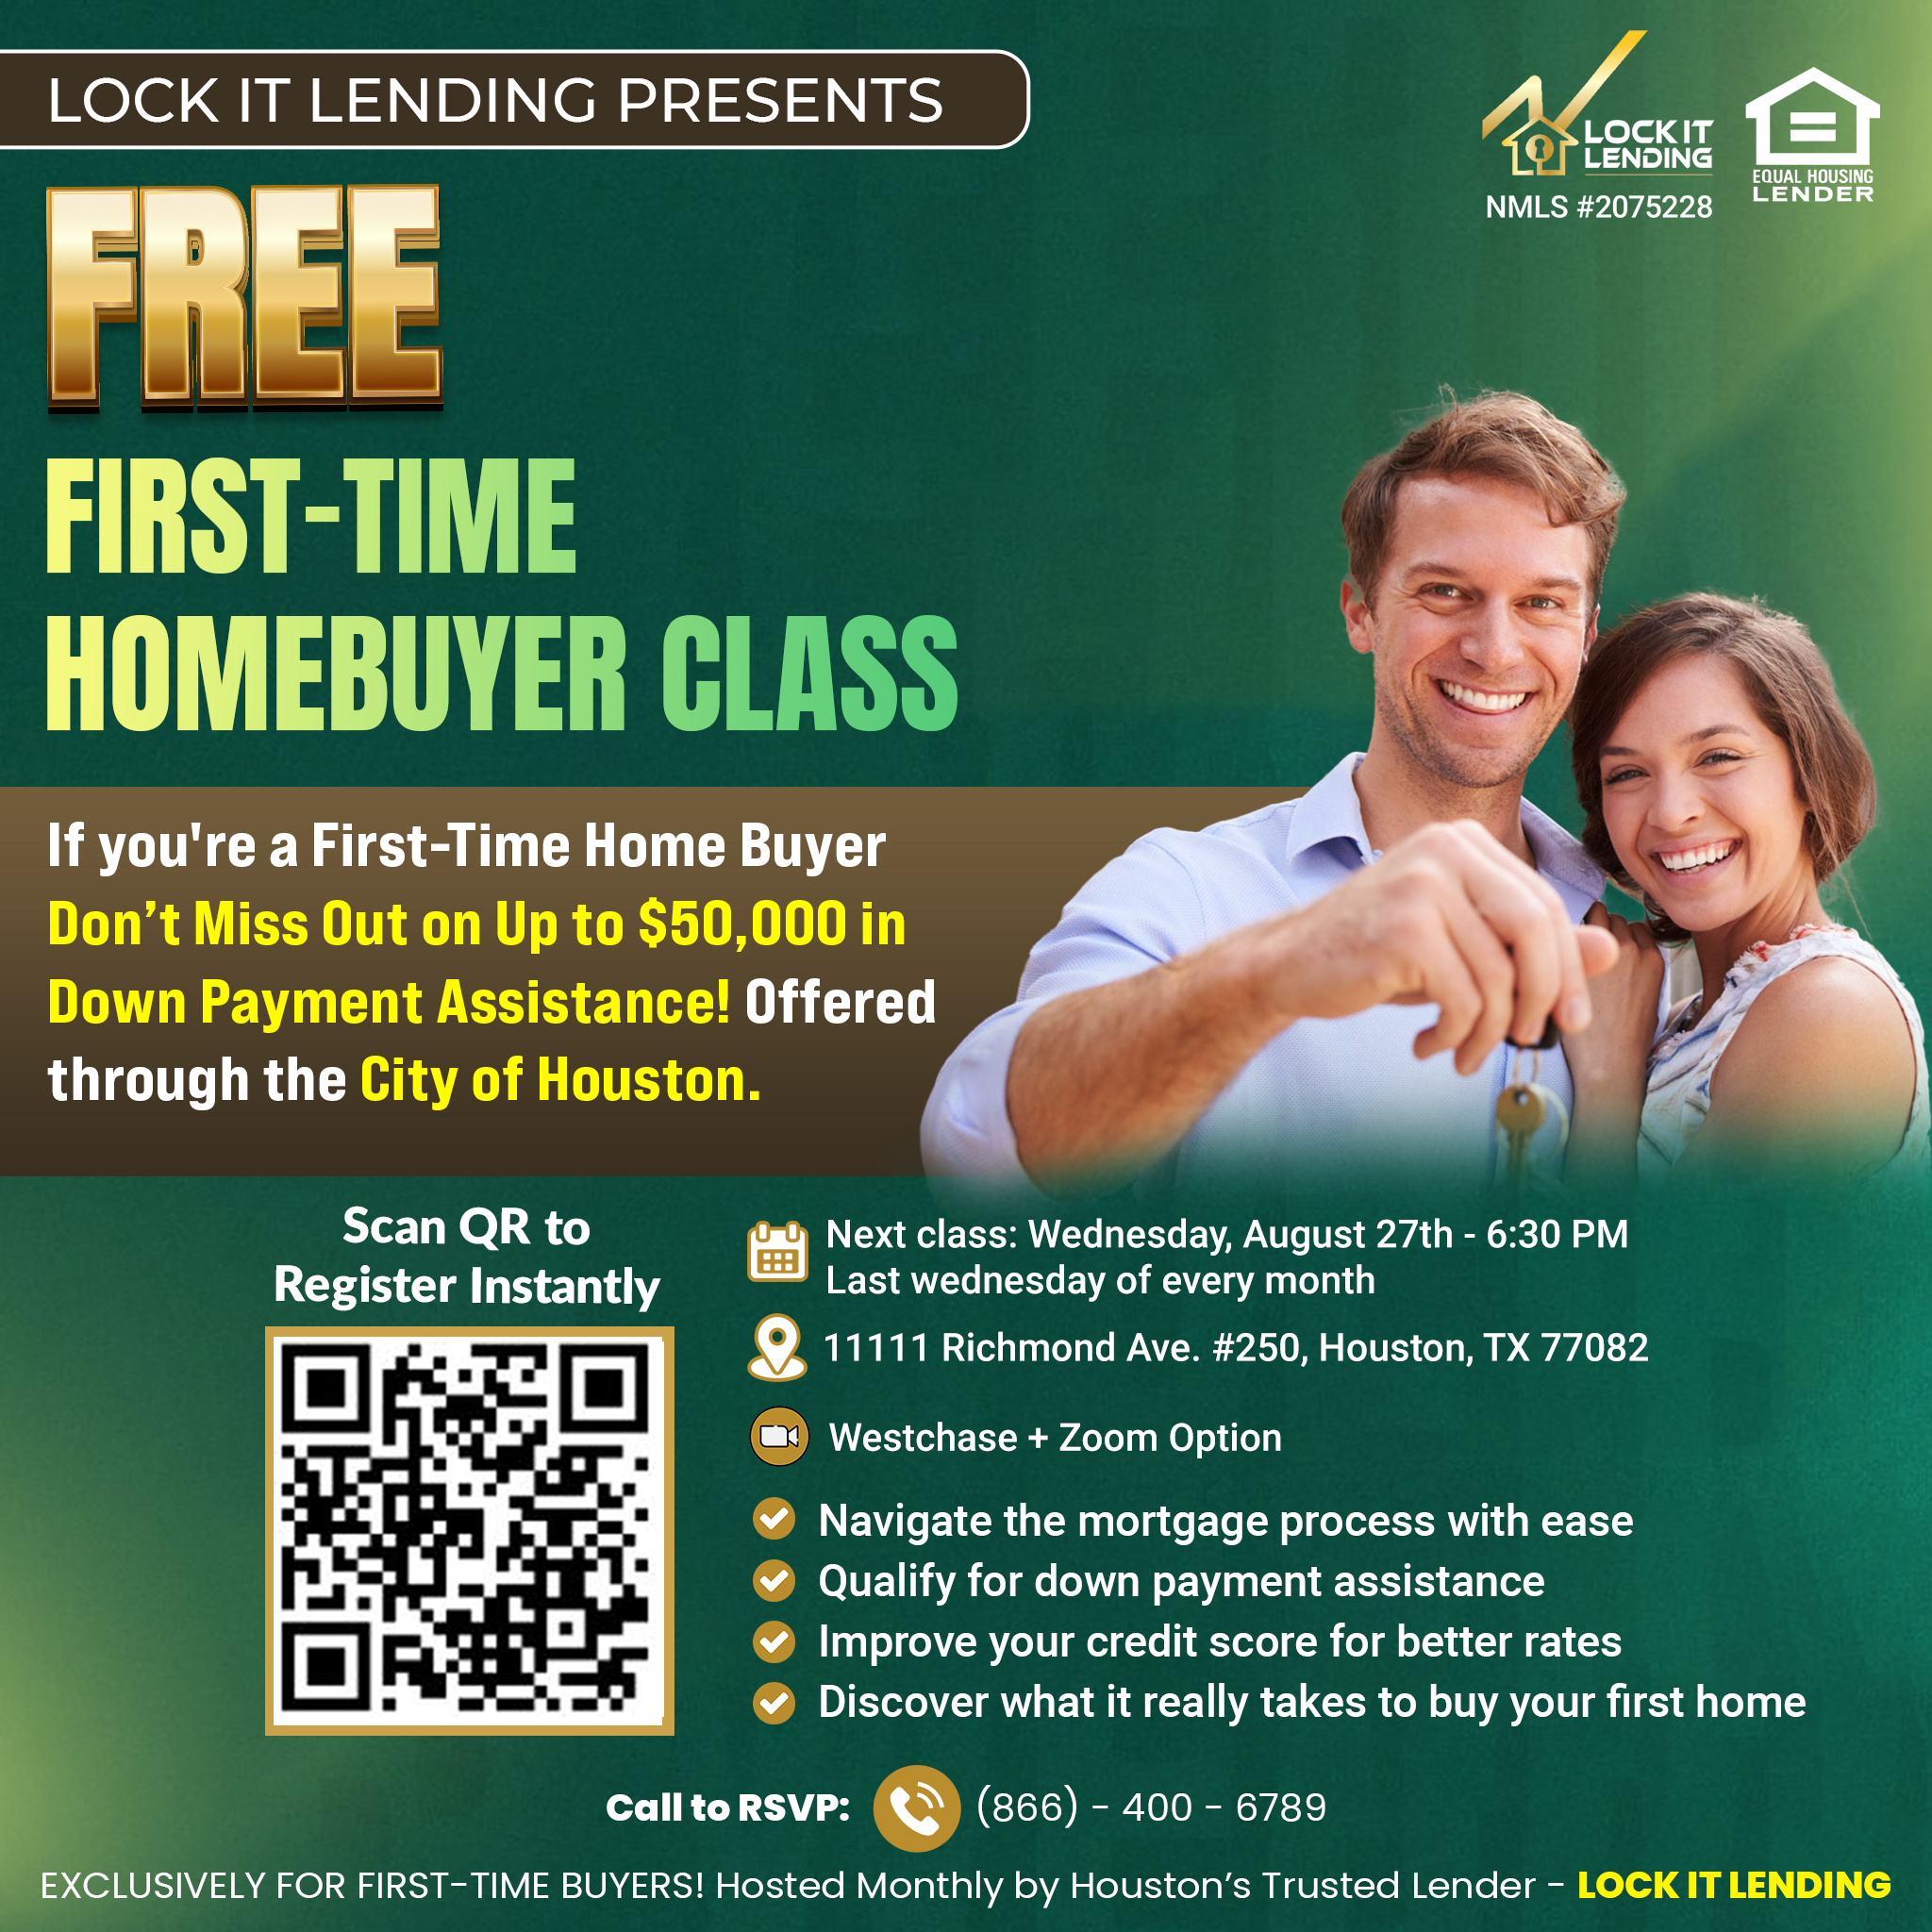 LOCK IT LENDING PRESENTS
LOCK IT
LENDING
NMLS #2075228
EQUAL HOUSING
LENDER
FREE
FIRST-TIME
HOMEBUYER CLASS
If you're a First-Time Home Buyer
Don’t Miss Out on Up to $50,000 in
Down Payment Assistance! Offered
through the City of Houston.
Scan QR to
Register Instantly
Next class: Wednesday, August 27th - 6:30 PM
Last wednesday of every month
11111 Richmond Ave. #250, Houston, TX 77082
Westchase + Zoom Option
Navigate the mortgage process with ease
Qualify for down payment assistance
Improve your credit score for better rates
Discover what it really takes to buy your first home
Call to RSVP: (866) - 400 - 6789
EXCLUSIVELY FOR FIRST-TIME BUYERS! Hosted Monthly by Houston’s Trusted Lender - LOCK IT LENDING